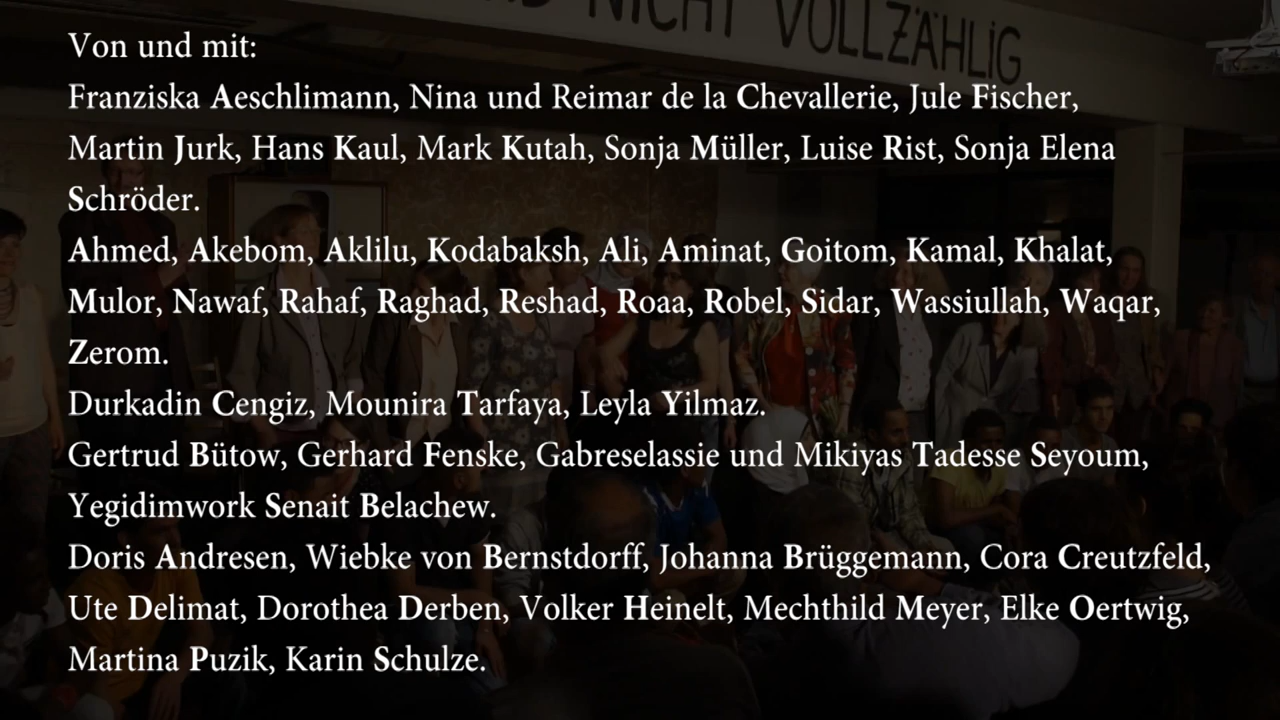 NICHT VOLLZÄHLIG
Von und mit:
Franziska Aeschlimann, Nina und Reimar de la Chevallerie, Jule Fischer,
Martin Jurk, Hans Kaul, Mark Kutah, Sonja Müller, Luise Rist, Sonja Elena
Schröder.
Ahmed, Akebom, Aklilu, Kodabaksh, Ali, Aminat, Goitom, Kamal, Khalat,
Mulor, Nawaf, Rahaf, Raghad, Reshad, Roaa, Robel, Sidar, Wassiullah, Waqar,
Zerom.
Durkadin Cengiz, Mounira Tarfaya, Leyla Yilmaz.
Gertrud Bütow, Gerhard Fenske, Gabreselassie und Mikiyas Tadesse Seyoum,
Yegidimwork Senait Belachew.
Doris Andresen, Wiebke von Bernstdorff, Johanna Brüggemann, Cora Creutzfeld,
Ute Delimat, Dorothea Derben, Volker Heinelt, Mechthild Meyer, Elke Oertwig,
Martina Puzik, Karin Schulze.